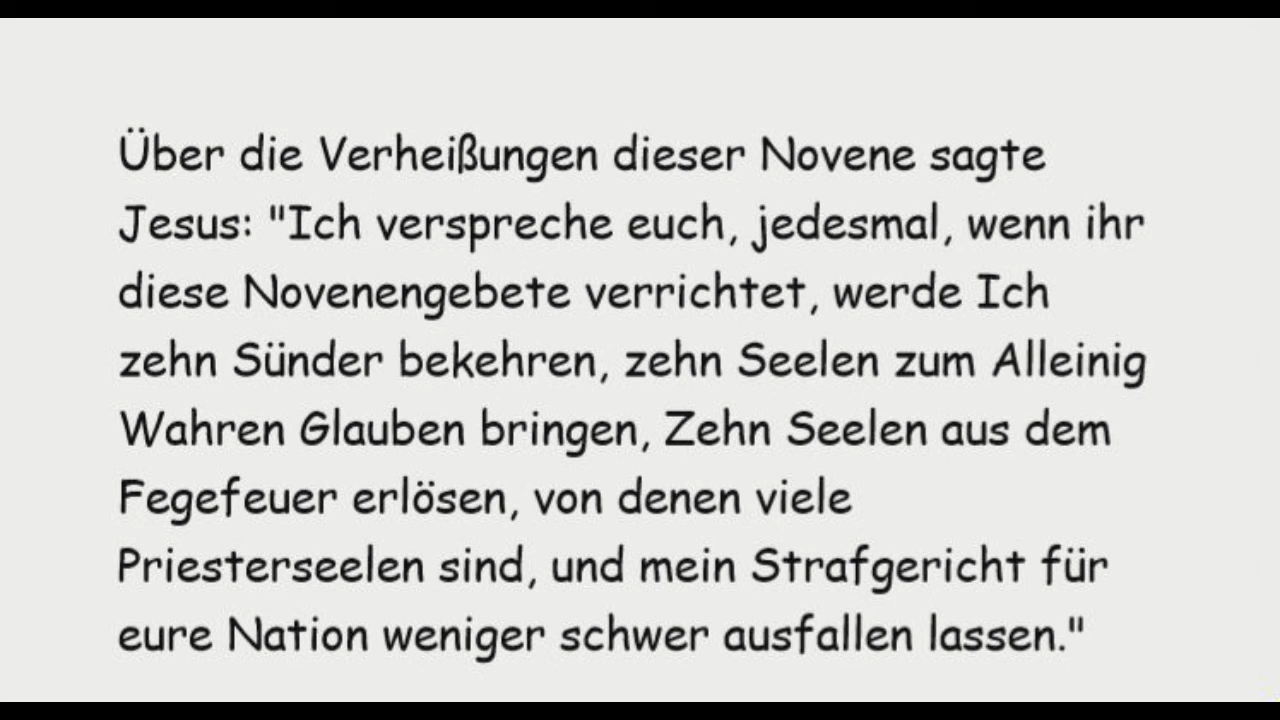 Über die Verheißungen dieser Novene sagte
Jesus: "Ich verspreche euch, jedesmal, wenn ihr
diese Novenengebete verrichtet, werde Ich
zehn Sünder bekehren, zehn Seelen zum Alleinig
Wahren Glauben bringen, Zehn Seelen aus dem
Fegefeuer erlösen, von denen viele
Priesterseelen sind, und mein Strafgericht für
eure Nation weniger schwer ausfallen lassen."